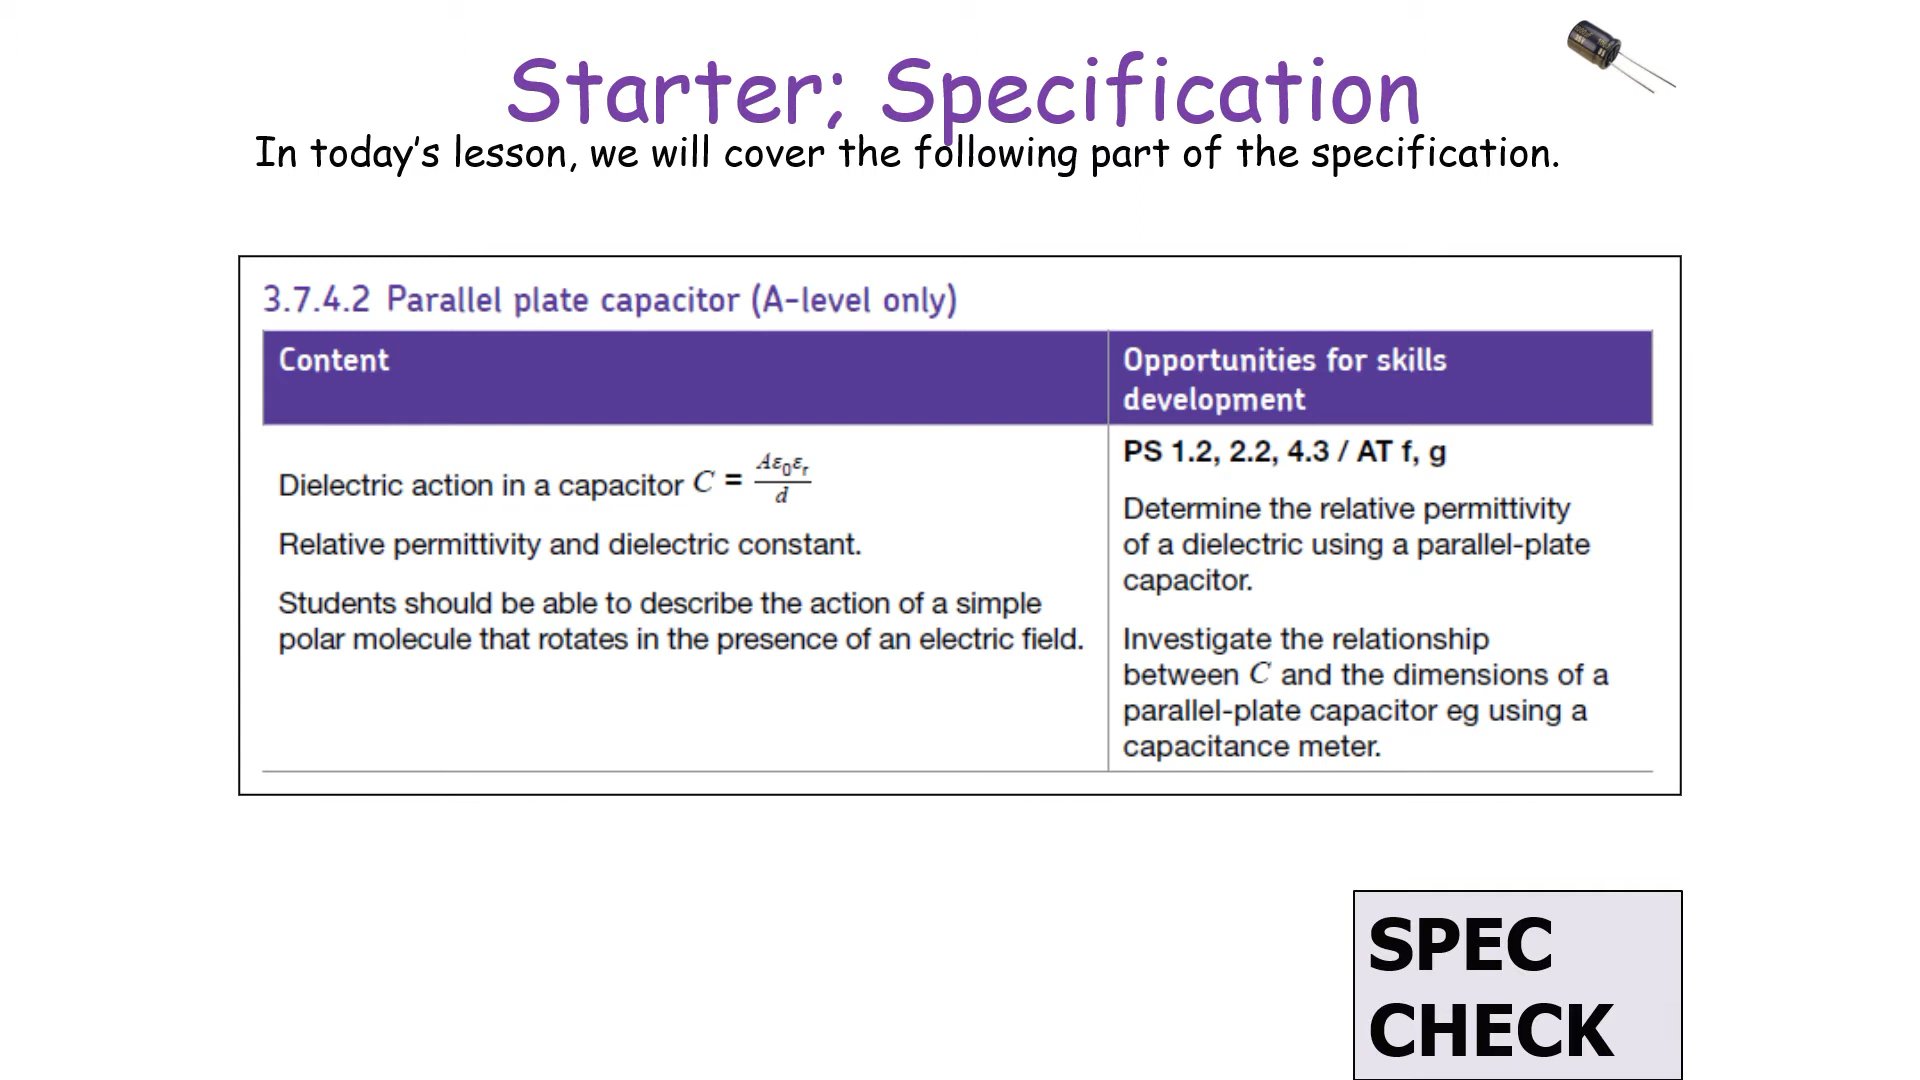 Starter; Specification
In today’s lesson, we will cover the following part of the specification.
3.7.4.2 Parallel plate capacitor (A-level only)
Content
Opportunities for skills
development
Dielectric action in a capacitor C = Aε₀εᵣ / d
Relative permittivity and dielectric constant.
Students should be able to describe the action of a simple
polar molecule that rotates in the presence of an electric field.
PS 1.2, 2.2, 4.3 / AT f, g
Determine the relative permittivity
of a dielectric using a parallel-plate
capacitor.
Investigate the relationship
between C and the dimensions of a
parallel-plate capacitor eg using a
capacitance meter.
SPEC
CHECK